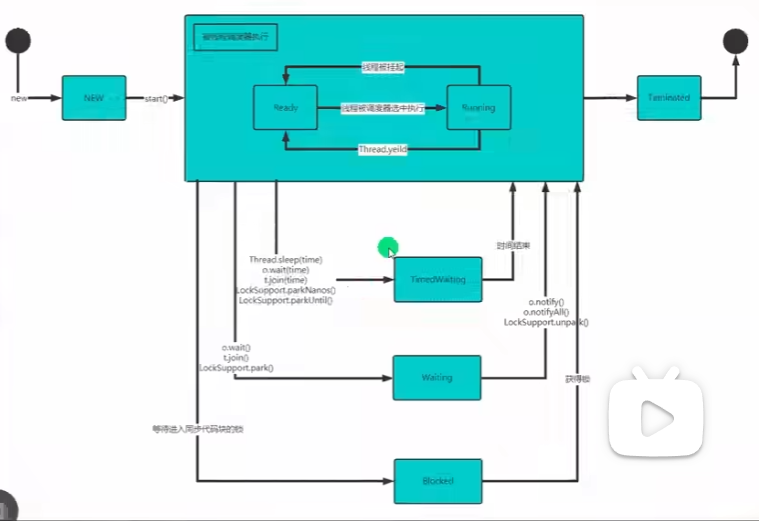 被线程调度器执行
线程被挂起
Ready
线程被调度器选中执行
Running
Thread.yeild
new
NEW
start()
Teminated
Thread.sleep(time)
o.wait(time)
t.join(time)
LockSupport.parkNanos()
LockSupport.parkUntil()
TimedWaiting
时间结束
o.notify()
o.notifyAll()
LockSupport.unpark()
o.wait()
t.join()
LockSupport.park()
Waiting
获得锁
等待进入同步代码块的锁
Blocked